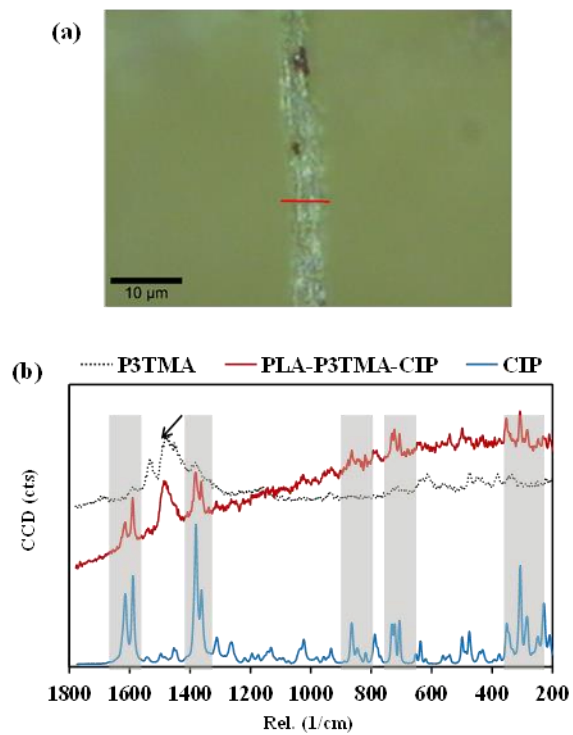 (a)
10 µm
(b)
P3TMA PLA-P3TMA-CIP CIP
CCD (cts)
1800 1600 1400 1200 1000 800 600 400 200
Rel. (1/cm)